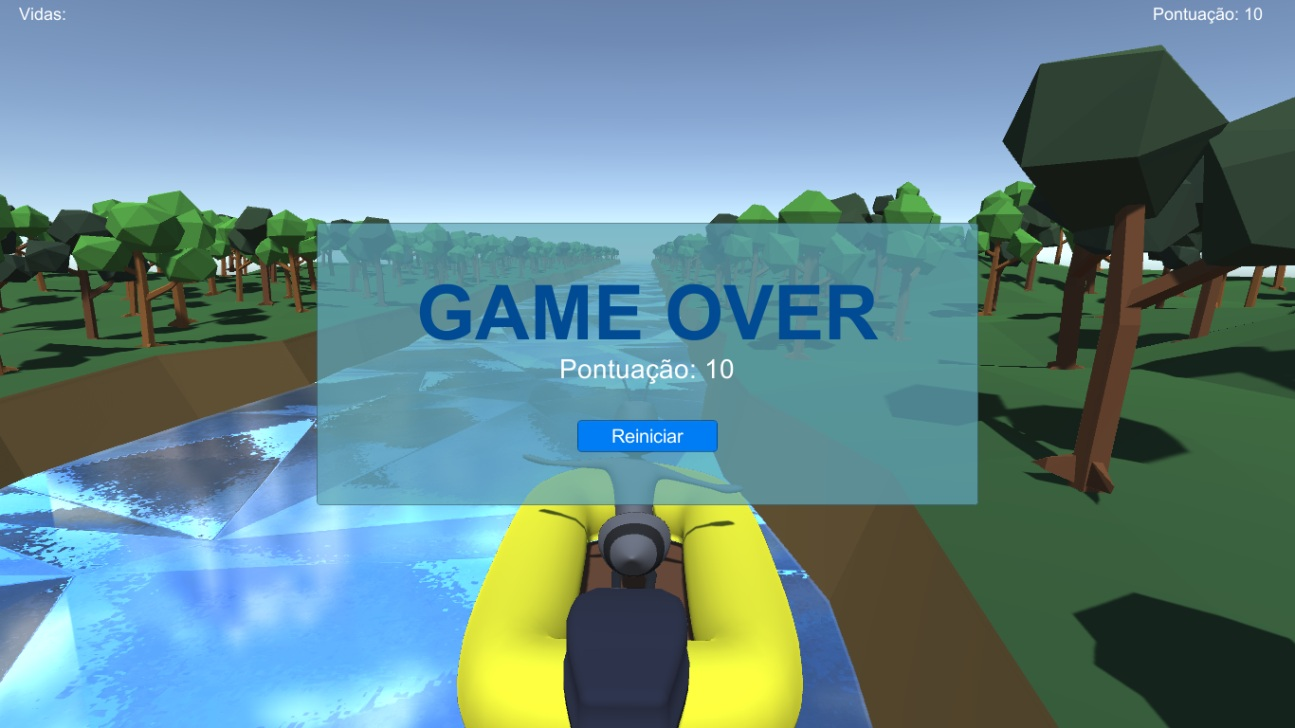 Vidas:
Pontuação: 10
GAME OVER
Pontuação: 10
Reiniciar